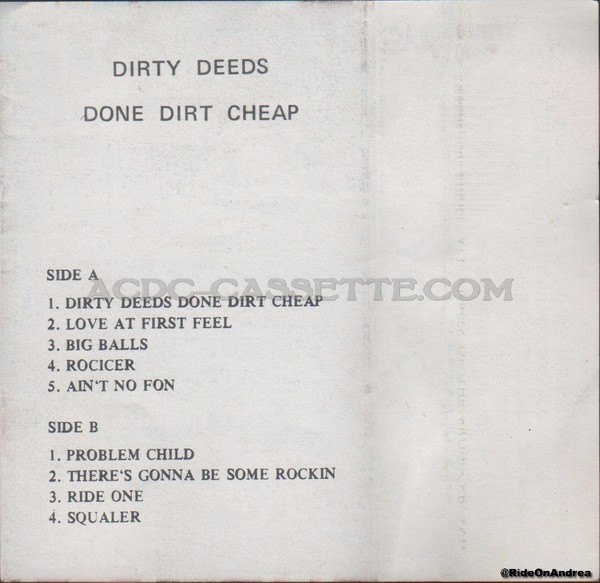 DIRTY DEEDS
DONE DIRT CHEAP
SIDE A
ACDC-CASSETTE.COM
1. DIRTY DEEDS DONE DIRT CHEAP
2. LOVE AT FIRST FEEL
3. BIG BALLS
4. ROCICER
5. AIN'T NO FON
SIDE B
1. PROBLEM CHILD
2. THERE'S GONNA BE SOME ROCKIN
3. RIDE ONE
4. SQUALER
@RideOnAndrea